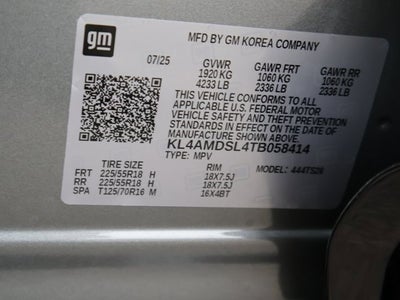 gm
MFD BY GM KOREA COMPANY
07/25 GVWR GAWR FRT GAWR RR
1920 KG 1060 KG 1060 KG
4233 LB 2336 LB 2336 LB
THIS VEHICLE CONFORMS TO ALL
APPLICABLE U.S. FEDERAL MOTOR
VEHICLE SAFETY AND BUMPER
STANDARDS IN EFFECT ON THE DATE
OF MANUFACTURE SHOWN ABOVE.
KL4AMDSL4TB058414
TYPE: MPV
TIRE SIZE RIM MODEL: 444TS26
FRT 225/55R18 H 18X7.5J
RR 225/55R18 H 18X7.5J
SPA T125/70R16 M 16X4BT